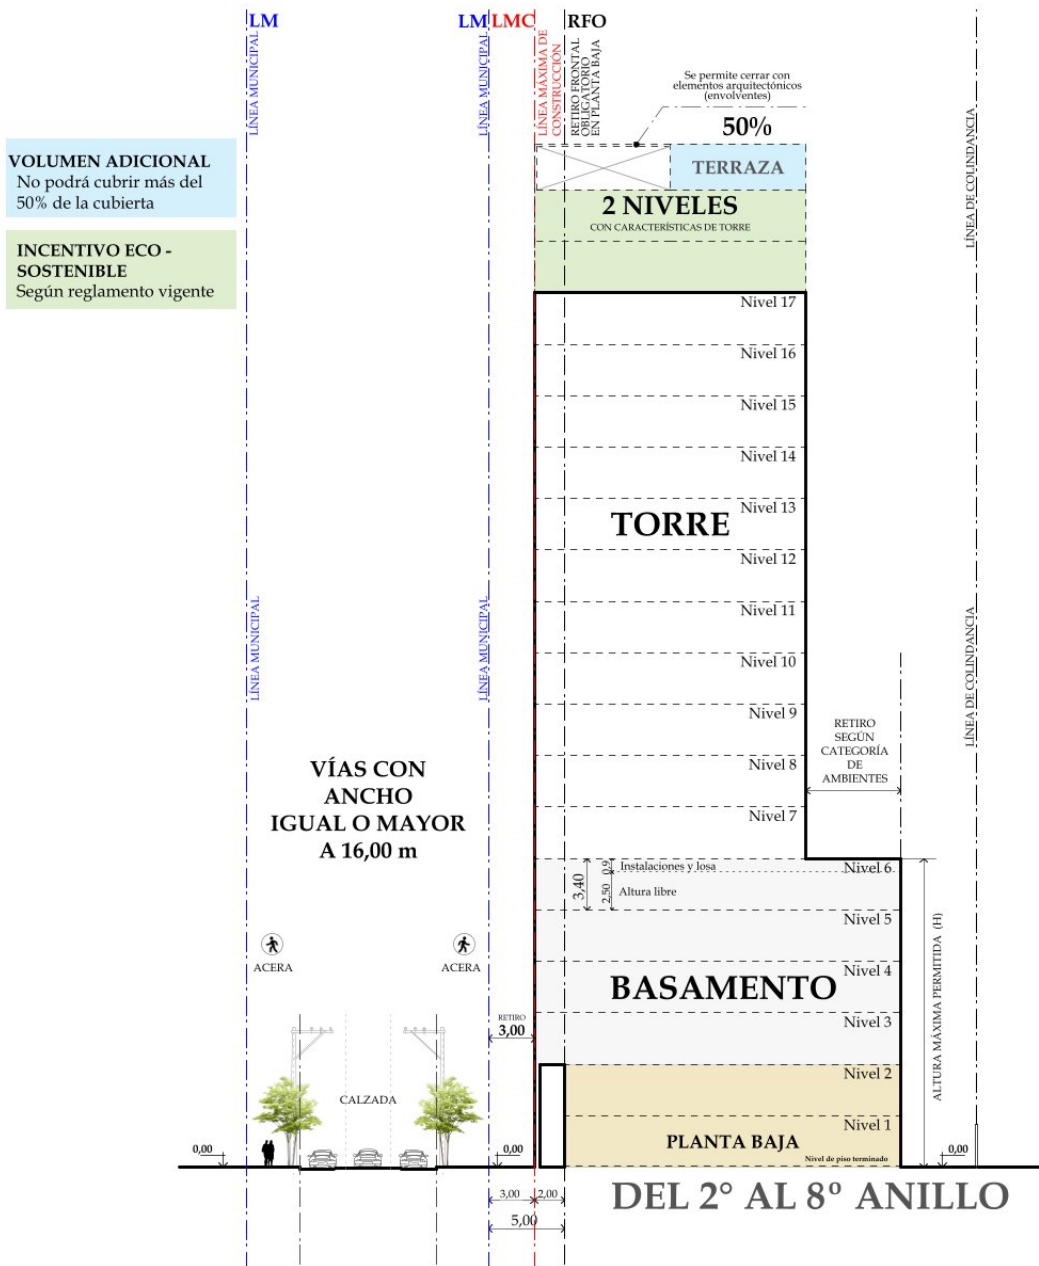 LM
LM
LMC
RFO
LÍNEA MUNICIPAL
LÍNEA MUNICIPAL
LÍNEA MÁXIMA DE
CONSTRUCCIÓN
RETIRO FRONTAL
OBLIGATORIO
EN PLANTA BAJA
LÍNEA DE COLINDANCIA
Se permite cerrar con
elementos arquitectónicos
(envolventes)
50%
VOLUMEN ADICIONAL
No podrá cubrir más del
50% de la cubierta
TERRAZA
2 NIVELES
CON CARACTERÍSTICAS DE TORRE
INCENTIVO ECO -
SOSTENIBLE
Según reglamento vigente
Nivel 17
Nivel 16
Nivel 15
Nivel 14
Nivel 13
TORRE
Nivel 12
Nivel 11
LÍNEA MUNICIPAL
LÍNEA MUNICIPAL
LÍNEA DE COLINDANCIA
Nivel 10
Nivel 9
RETIRO
SEGÚN
CATEGORÍA
DE
AMBIENTES
Nivel 8
Nivel 7
VÍAS CON
ANCHO
IGUAL O MAYOR
A 16,00 m
3,40
0,9
Instalaciones y losa
Nivel 6
2,50
Altura libre
Nivel 5
ACERA
ACERA
Nivel 4
BASAMENTO
ALTURA MÁXIMA PERMITIDA (H)
RETIRO
3,00
Nivel 3
Nivel 2
CALZADA
Nivel 1
PLANTA BAJA
0,00
0,00
Nivel de piso terminado
0,00
3,00
2,00
5,00
DEL 2° AL 8° ANILLO